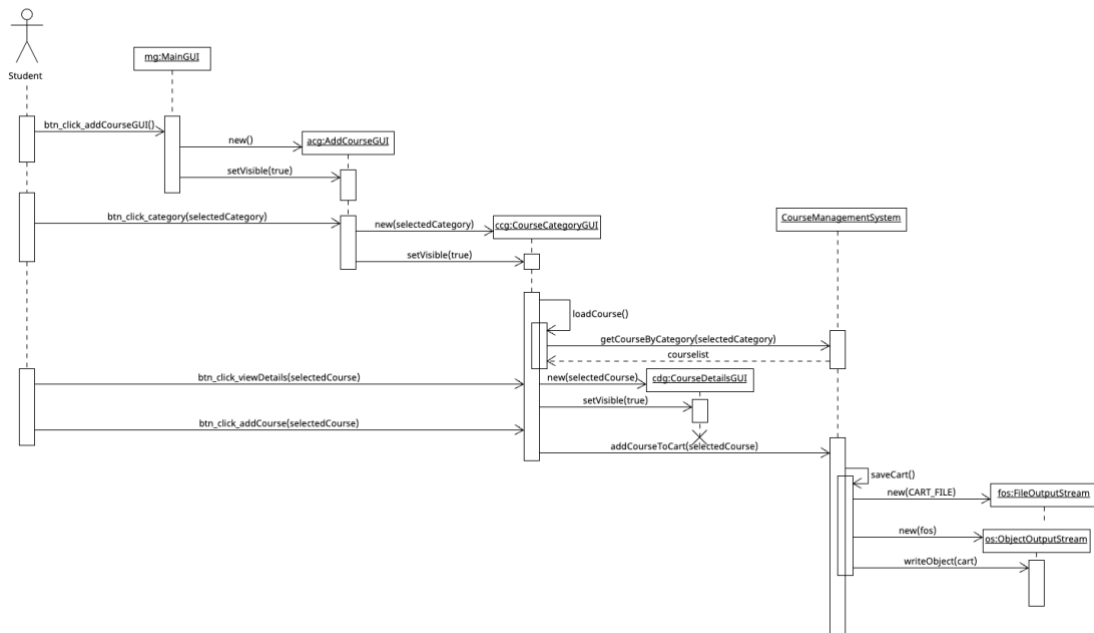 Student
mg:MainGUI
btn_click_addCourseGUI()
new()
acg:AddCourseGUI
setVisible(true)
btn_click_category(selectedCategory)
new(selectedCategory)
ccg:CourseCategoryGUI
CourseManagementSystem
setVisible(true)
loadCourse()
getCourseByCategory(selectedCategory)
courselist
btn_click_viewDetails(selectedCourse)
new(selectedCourse)
cdg:CourseDetailsGUI
setVisible(true)
btn_click_addCourse(selectedCourse)
addCourseToCart(selectedCourse)
saveCart()
new(CART_FILE)
fos:FileOutputStream
new(fos)
os:ObjectOutputStream
writeObject(cart)